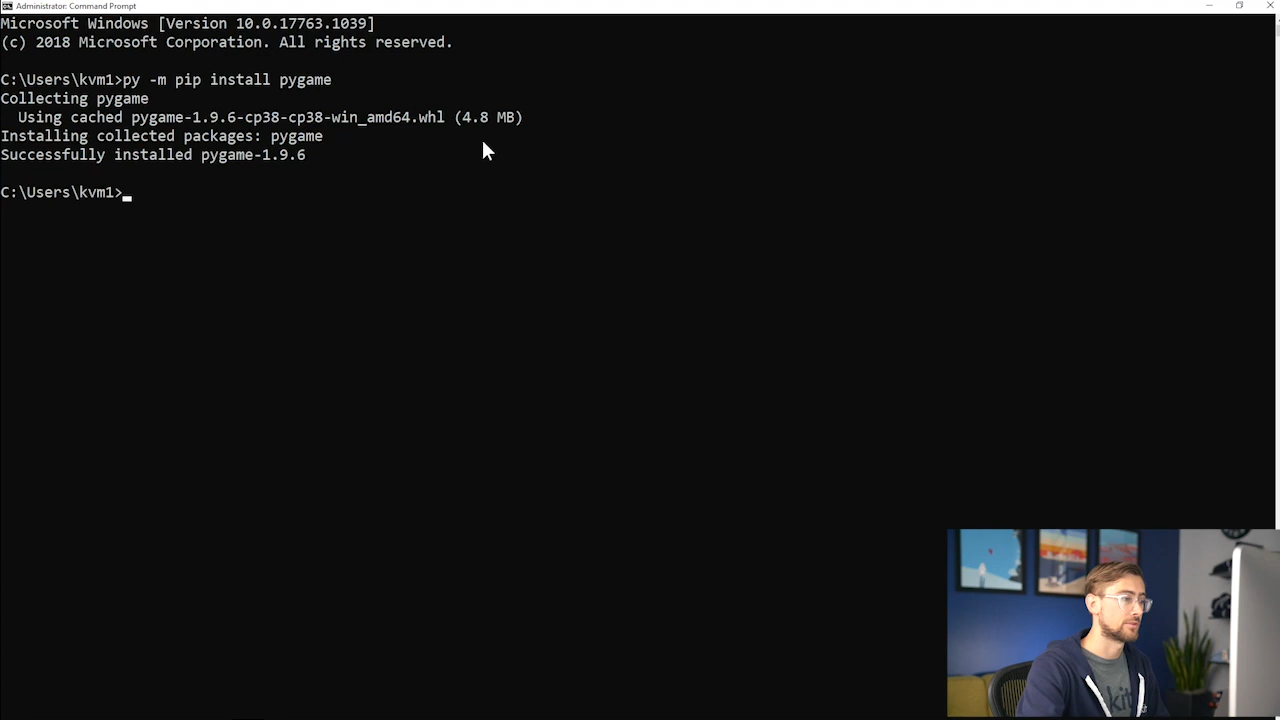 Administrator: Command Prompt
Microsoft Windows [Version 10.0.17763.1039]
(c) 2018 Microsoft Corporation. All rights reserved.
C:\Users\kvm1>py -m pip install pygame
Collecting pygame
Using cached pygame-1.9.6-cp38-cp38-win_amd64.whl (4.8 MB)
Installing collected packages: pygame
Successfully installed pygame-1.9.6
C:\Users\kvm1>
kit